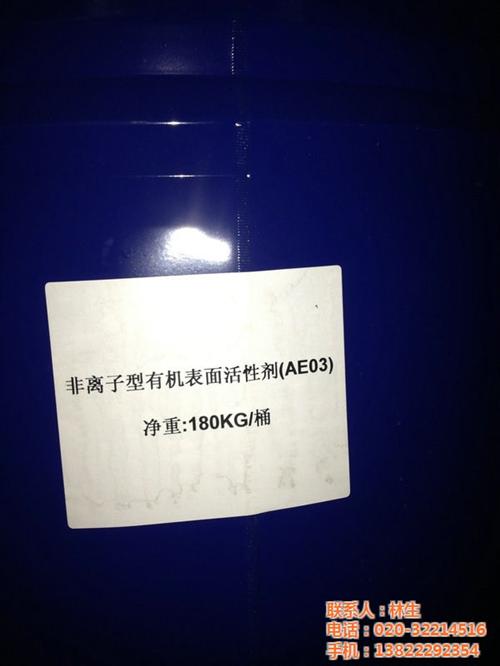 非离子型有机表面活性剂(AE03)
净重:180KG/桶
联系人：林生
电话：020-32214516
手机：13822292354